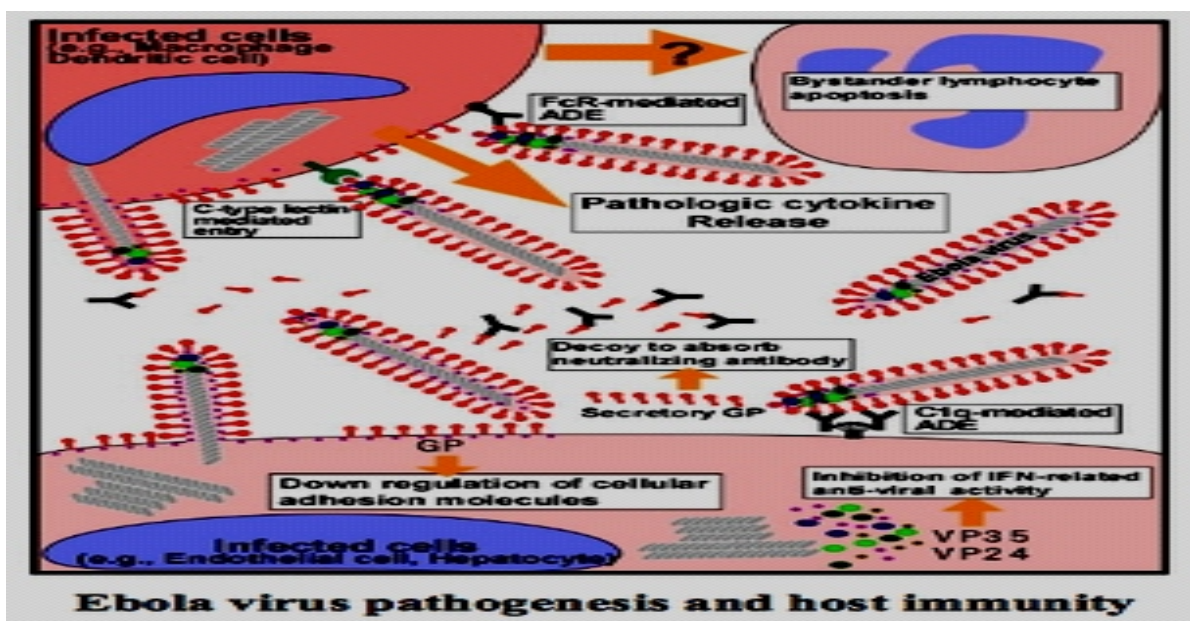 Infected cells
(e.g., Macrophage
Dendritic cell)
?
Bystander lymphocyte
apoptosis
FcR-mediated
ADE
C-type lectin-
mediated
entry
Pathologic cytokine
Release
Ebola virus
Decoy to absorb
neutralizing antibody
Secretory GP
C1q-mediated
ADE
GP
Down regulation of cellular
adhesion molecules
Inhibition of IFN-related
anti-viral activity
VP35
VP24
Infected cells
(e.g., Endothelial cell, Hepatocyte)
Ebola virus pathogenesis and host immunity